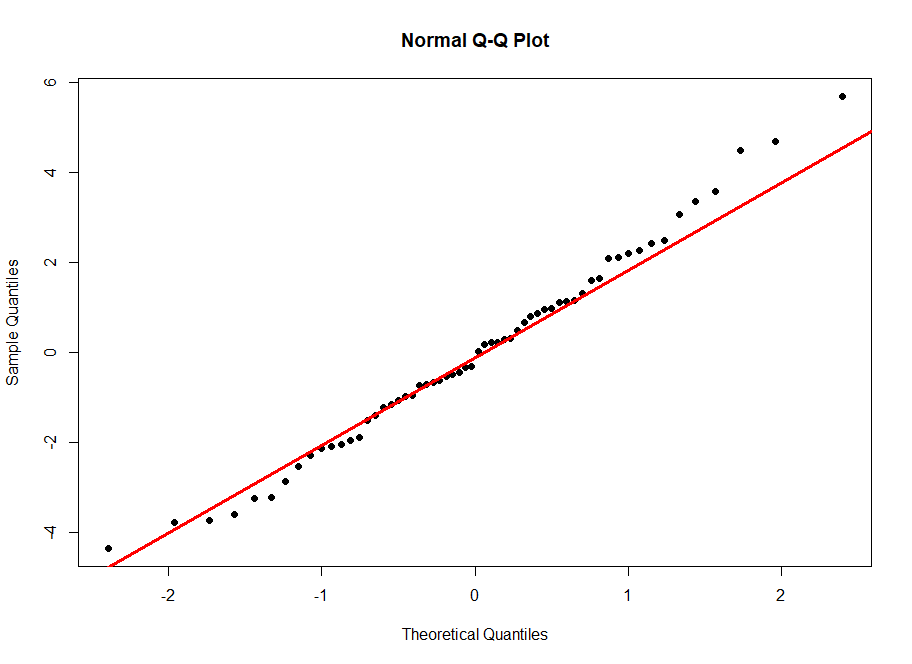 Normal Q-Q Plot
6
4
2
0
-2
-4
Sample Quantiles
-2 -1 0 1 2
Theoretical Quantiles